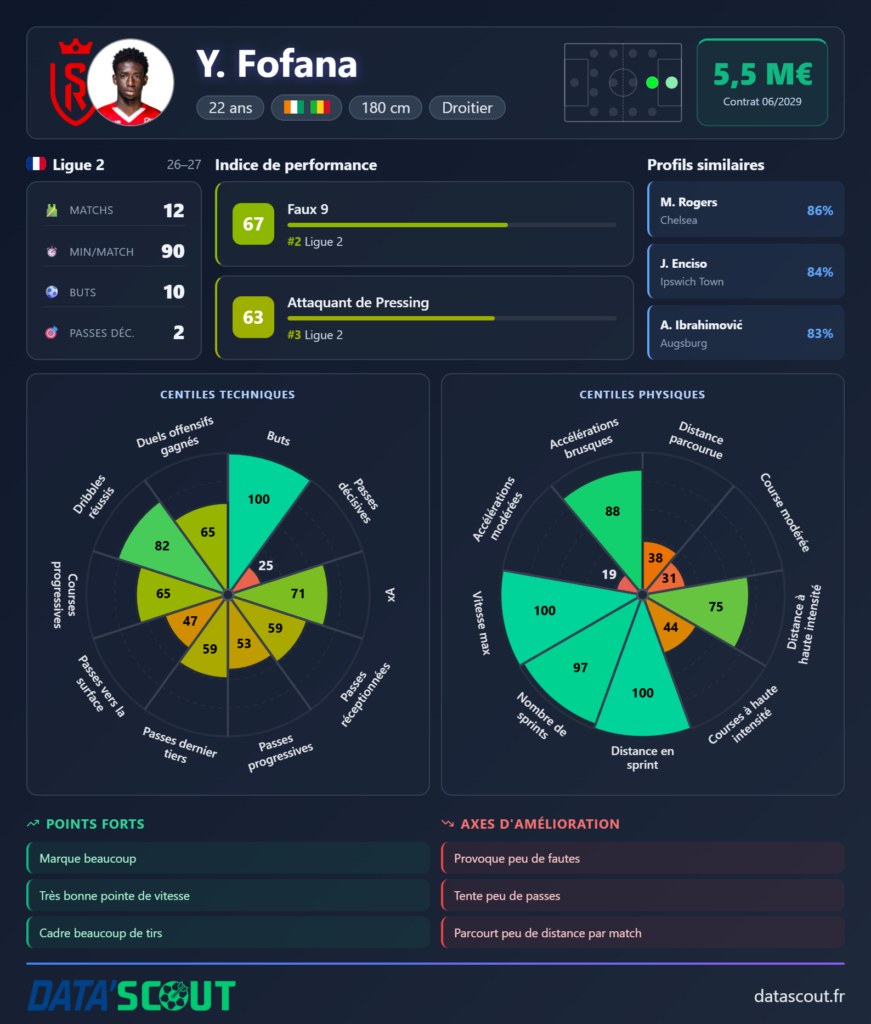 Y. Fofana
22 ans
180 cm
Droitier
5,5 M€
Contrat 06/2029
Ligue 2
26–27
MATCHS
12
MIN/MATCH
90
BUTS
10
PASSES DÉC.
2
Indice de performance
67
Faux 9
#2 Ligue 2
63
Attaquant de Pressing
#3 Ligue 2
Profils similaires
M. Rogers
Chelsea
86%
J. Enciso
Ipswich Town
84%
A. Ibrahimović
Augsburg
83%
CENTILES TECHNIQUES
Buts
100
Passes
décisives
25
xA
71
Passes
réceptionnées
59
Passes
progressives
53
Passes dernier
tiers
59
Passes vers la
surface
47
Courses
progressives
65
Dribbles
réussis
82
Duels offensifs
gagnés
65
CENTILES PHYSIQUES
Distance
parcourue
38
Course modérée
31
Distance à
haute intensité
75
Courses à haute
intensité
44
Distance en
sprint
100
Nombre de
sprints
97
Vitesse max
100
Accélérations
modérées
19
Accélérations
brusques
88
POINTS FORTS
Marque beaucoup
Très bonne pointe de vitesse
Cadre beaucoup de tirs
AXES D'AMÉLIORATION
Provoque peu de fautes
Tente peu de passes
Parcourt peu de distance par match
DATA'SCOUT
datascout.fr